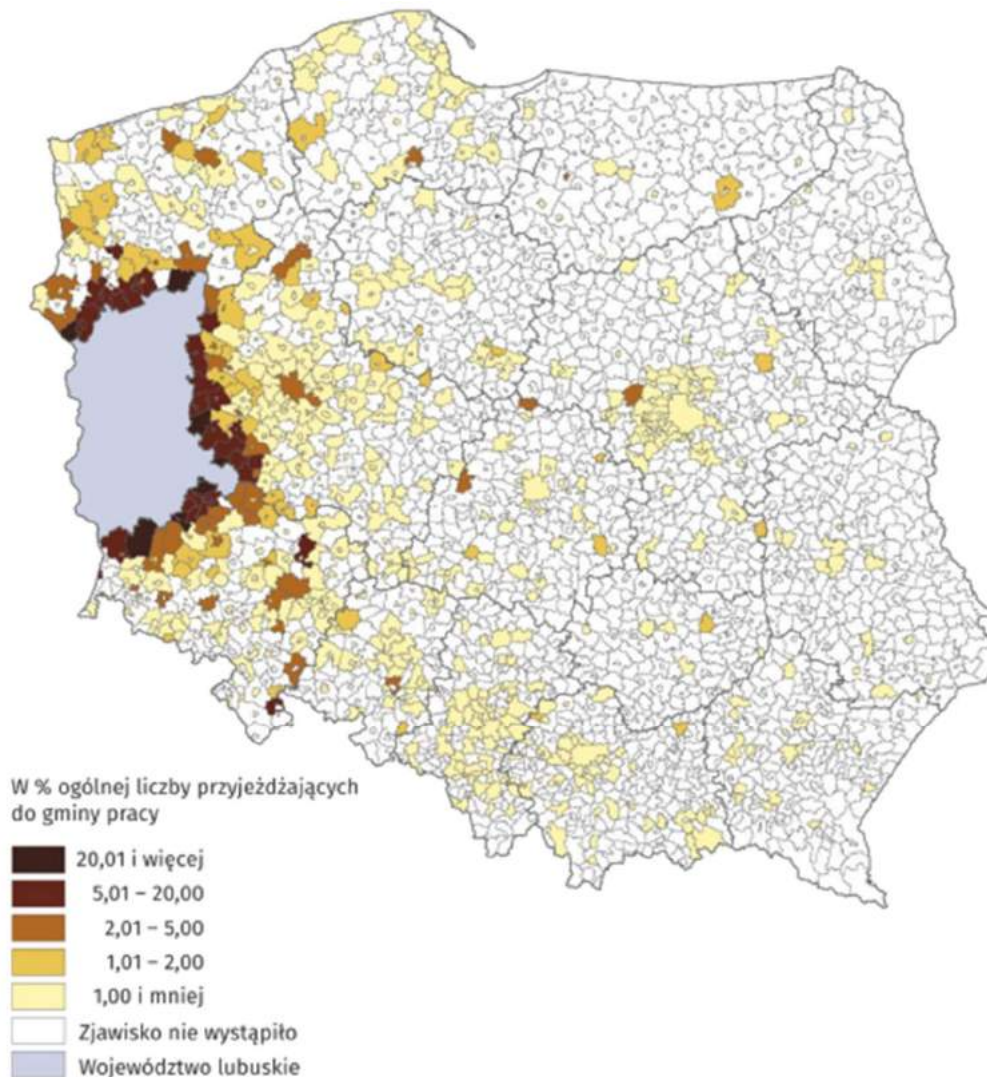 W % ogólnej liczby przyjeżdżających
do gminy pracy
20,01 i więcej
5,01 – 20,00
2,01 – 5,00
1,01 – 2,00
1,00 i mniej
Zjawisko nie wystąpiło
Województwo lubuskie